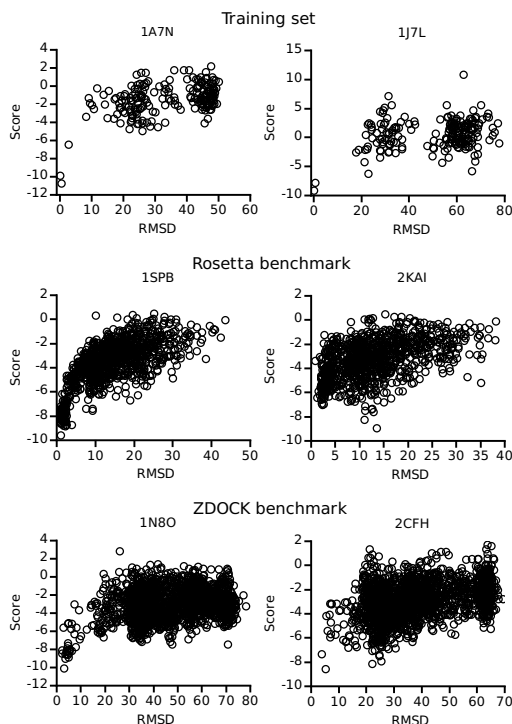 Training set
1A7N
1J7L
4
2
0
-2
-4
-6
-8
-10
-12
Score
0 10 20 30 40 50 60
RMSD
15
10
5
0
-5
-10
Score
0 20 40 60 80
RMSD
Rosetta benchmark
1SPB
2KAI
2
0
-2
-4
-6
-8
-10
Score
0 10 20 30 40 50
RMSD
2
0
-2
-4
-6
-8
-10
Score
0 5 10 15 20 25 30 35 40
RMSD
ZDOCK benchmark
1N8O
2CFH
4
2
0
-2
-4
-6
-8
-10
-12
Score
0 10 20 30 40 50 60 70 80
RMSD
2
0
-2
-4
-6
-8
-10
Score
0 10 20 30 40 50 60 70
RMSD